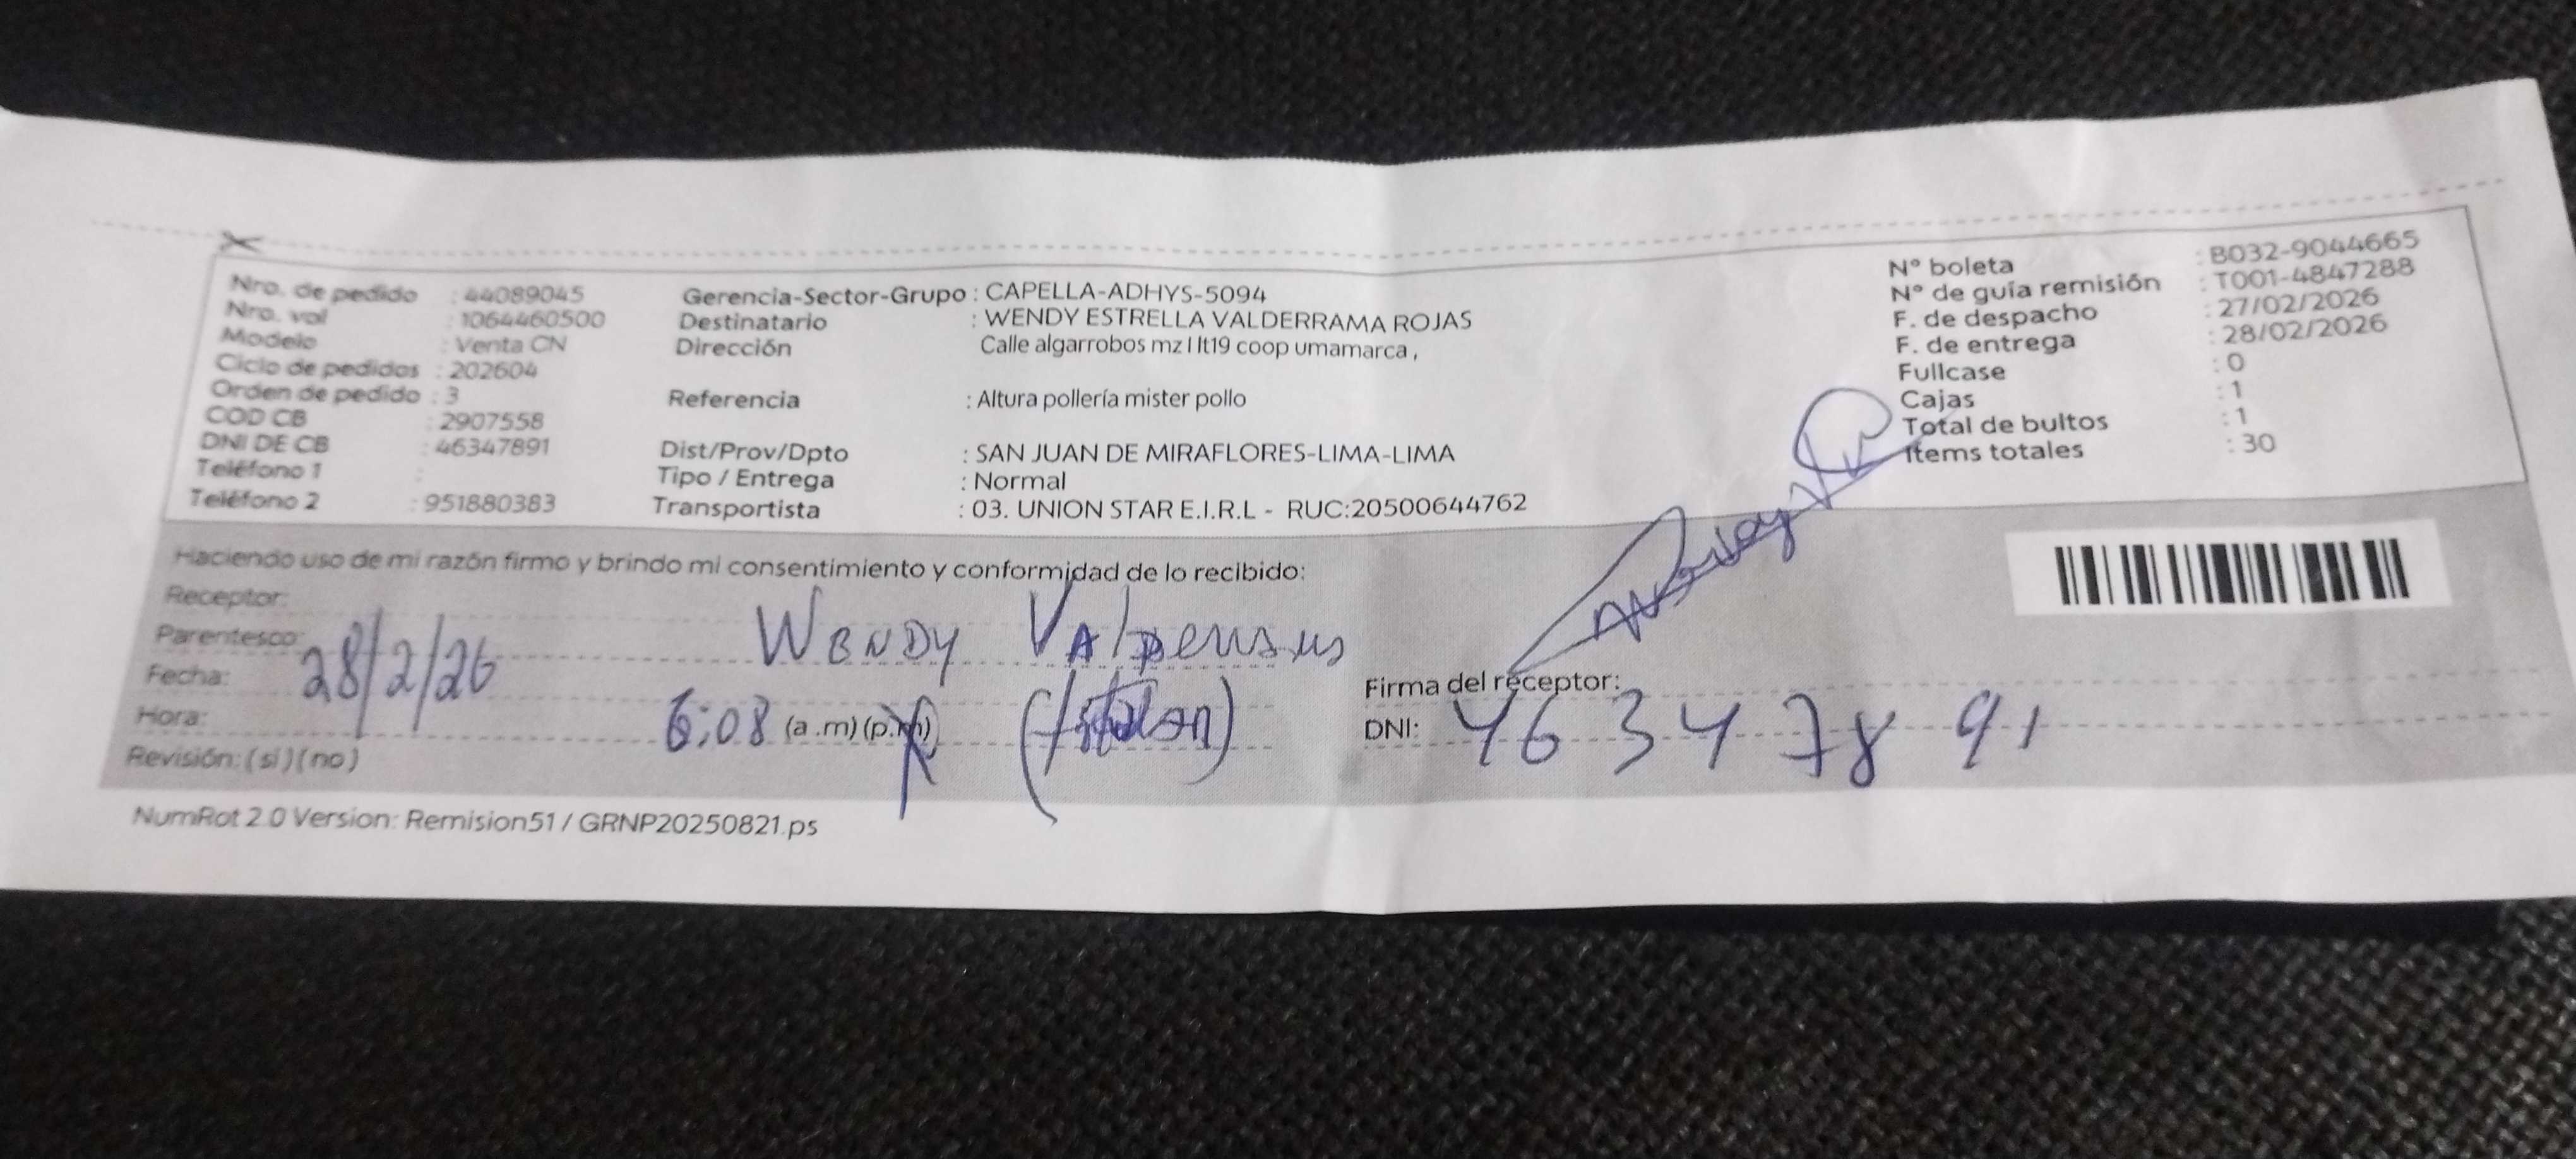 Nro. de pedido : 44089045
Nro. val : 1064460500
Modelo : Venta CN
Ciclo de pedidos : 202604
Orden de pedido : 3
COD CB : 2907558
DNI DE CB : 46347891
Teléfono 1 :
Teléfono 2 : 951880383
Gerencia-Sector-Grupo : CAPELLA-ADHYS-5094
Destinatario : WENDY ESTRELLA VALDERRAMA ROJAS
Dirección Calle algarrobos mz I lt19 coop umamarca ,
Referencia : Altura pollería mister pollo
Dist/Prov/Dpto : SAN JUAN DE MIRAFLORES-LIMA-LIMA
Tipo / Entrega : Normal
Transportista : 03. UNION STAR E.I.R.L - RUC:20500644762
N° boleta : B032-9044665
N° de guía remisión : T001-4847288
F. de despacho : 27/02/2026
F. de entrega : 28/02/2026
Fullcase : 0
Cajas : 1
Total de bultos : 1
Items totales : 30
Haciendo uso de mi razón firmo y brindo mi consentimiento y conformidad de lo recibido:
Receptor: Wendy
Parentesco:
Fecha: 28/2/26
Hora: 6:08 (a.m) (p.m)
Revisión: (si) (no)
Firma del receptor:
DNI: 46347891
NumRot 2.0 Version: Remision51 / GRNP20250821.ps